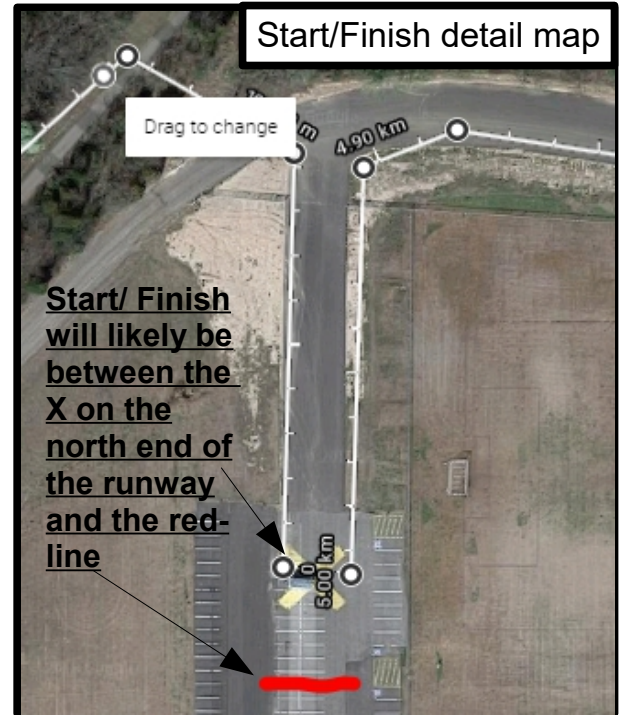 Start/Finish detail map
Drag to change
m
4.90 km
Start/ Finish
will likely be
between the
X on the
north end of
the runway
and the red-
line
0
5.00 km